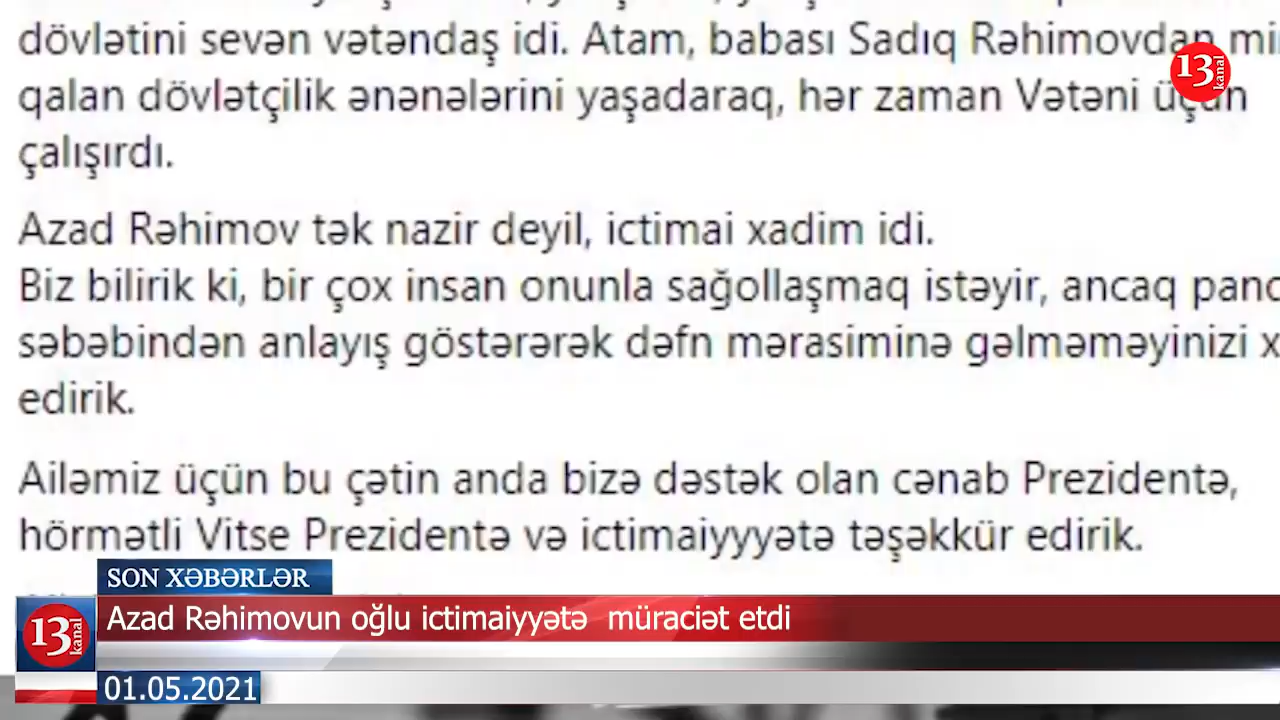 dövlətini sevən vətəndaş idi. Atam, babası Sadıq Rəhimovdan
qalan dövlətçilik ənənələrini yaşadaraq, hər zaman Vətəni üçün
çalışırdı.
Azad Rəhimov tək nazir deyil, ictimai xadim idi.
Biz bilirik ki, bir çox insan onunla sağollaşmaq istəyir, ancaq
səbəbindən anlayış göstərərək dəfn mərasiminə gəlməməyinizi
edirik.
Ailəmiz üçün bu çətin anda bizə dəstək olan cənab Prezidentə,
hörmətli Vitse Prezidentə və ictimaiyyyətə təşəkkür edirik.
13 kanal
SON XƏBƏRLƏR
Azad Rəhimovun oğlu ictimaiyyətə müraciət etdi
13 kanal
01.05.2021